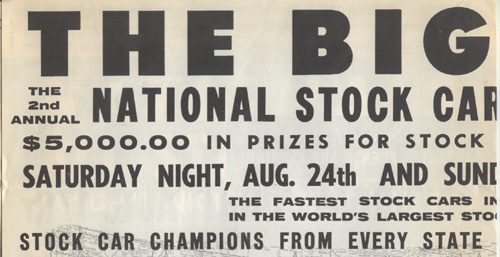 THE BIG
THE
2nd
ANNUAL
NATIONAL STOCK CAR
$5,000.00 IN PRIZES FOR STOCK
SATURDAY NIGHT, AUG. 24th AND SUND
THE FASTEST STOCK CARS IN
IN THE WORLD'S LARGEST STO
STOCK CAR CHAMPIONS FROM EVERY STATE